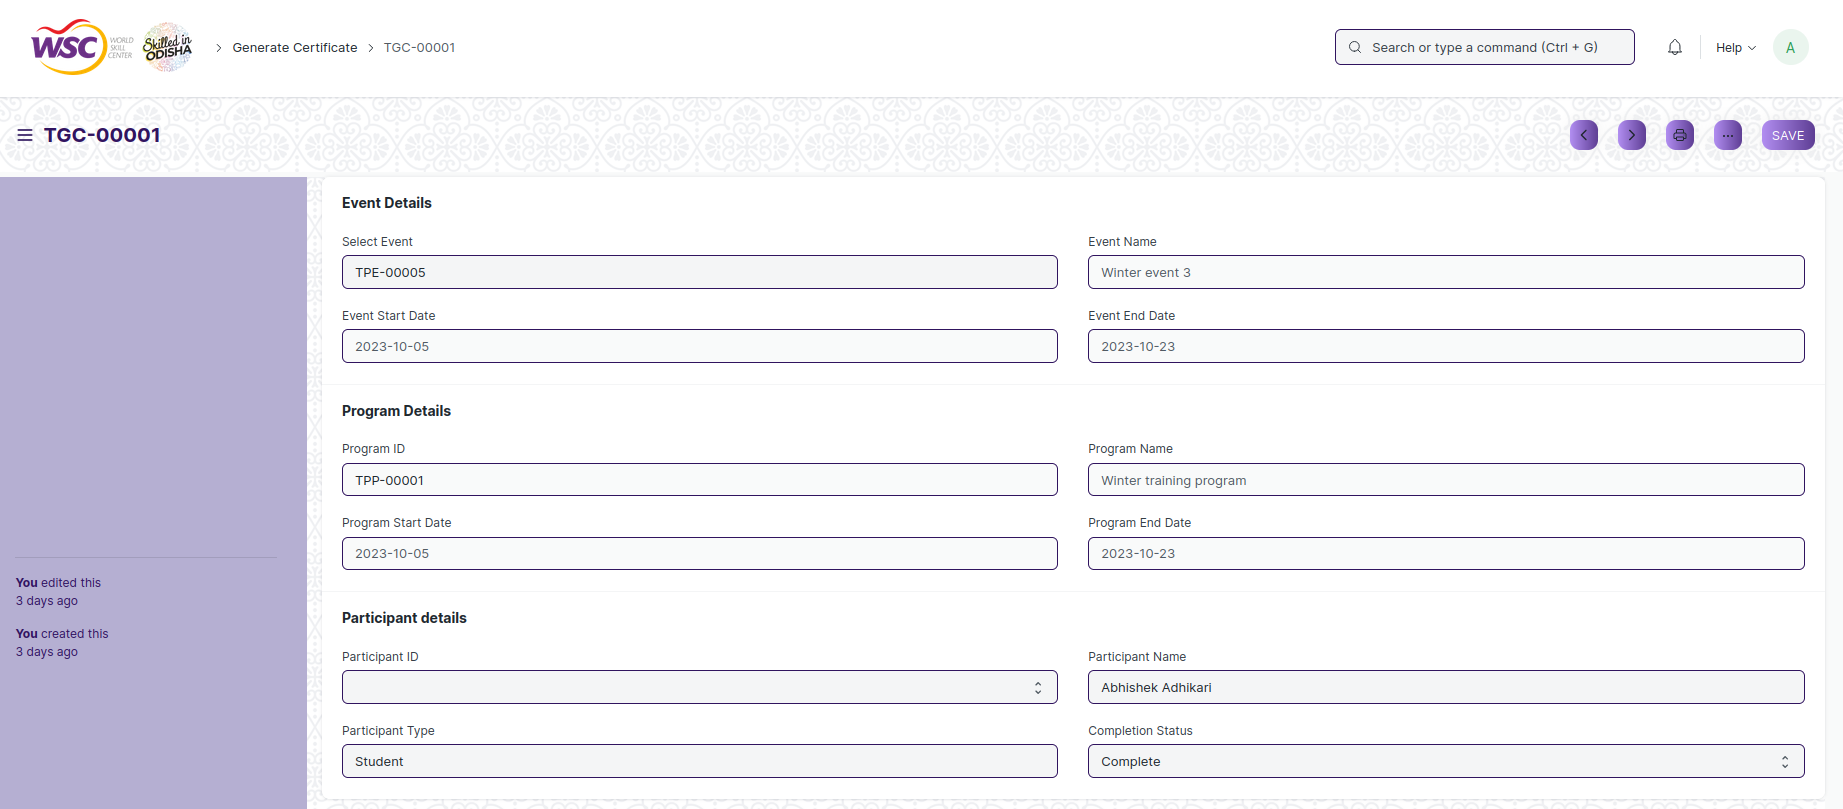 WSC WORLD SKILL CENTER
Skilled in ODISHA
Generate Certificate
TGC-00001
Search or type a command (Ctrl + G)
Help
A
TGC-00001
...
SAVE
Event Details
Select Event
Event Name
TPE-00005
Winter event 3
Event Start Date
Event End Date
2023-10-05
2023-10-23
Program Details
Program ID
Program Name
TPP-00001
Winter training program
Program Start Date
Program End Date
2023-10-05
2023-10-23
You edited this
3 days ago
You created this
3 days ago
Participant details
Participant ID
Participant Name
Abhishek Adhikari
Participant Type
Completion Status
Student
Complete